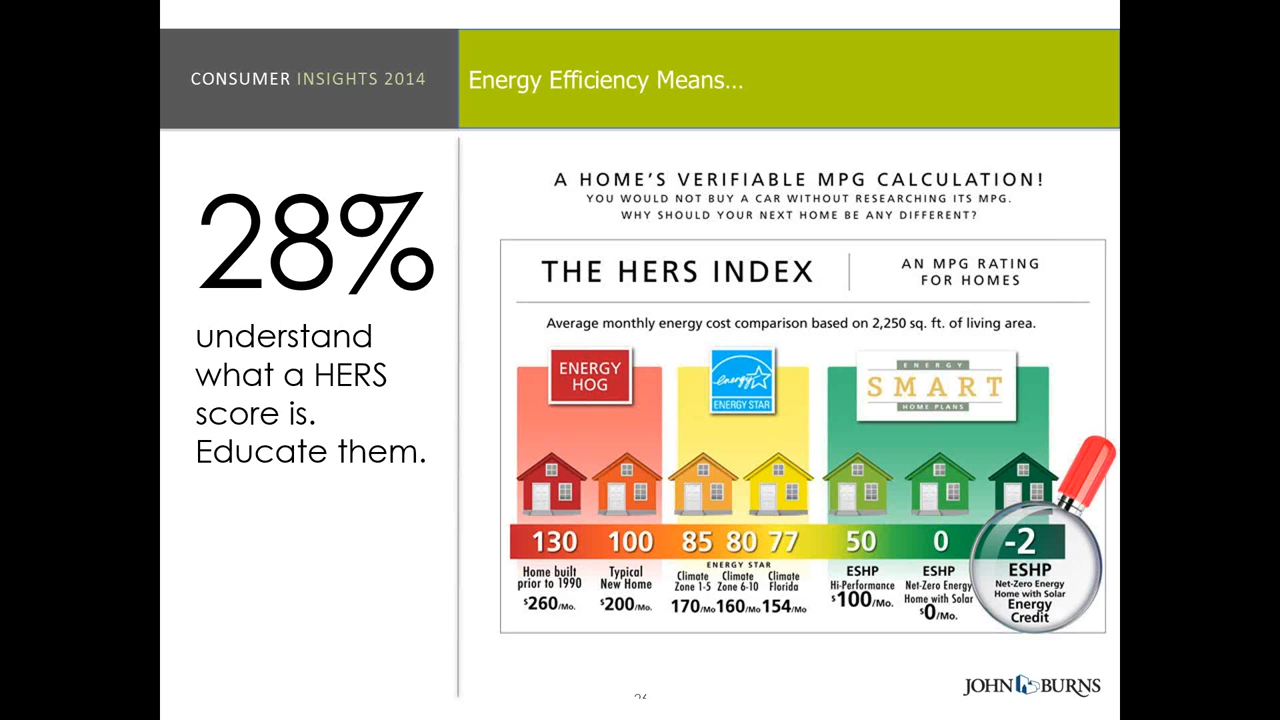 CONSUMER INSIGHTS 2014
Energy Efficiency Means...
28%
understand
what a HERS
score is.
Educate them.
A HOME'S VERIFIABLE MPG CALCULATION!
YOU WOULD NOT BUY A CAR WITHOUT RESEARCHING ITS MPG.
WHY SHOULD YOUR NEXT HOME BE ANY DIFFERENT?
THE HERS INDEX
AN MPG RATING
FOR HOMES
Average monthly energy cost comparison based on 2,250 sq. ft. of living area.
ENERGY
HOG
energy
ENERGY STAR
ENERGY
SMART
HOME PLANS
130 100 85 80 77 50 0 -2
ENERGY STAR
Home built
prior to 1990
$260/Mo.
Typical
New Home
$200/Mo.
Climate
Zone 1-5
170/Mo
Climate
Zone 6-10
160/Mo
Climate
Florida
154/Mo
ESHP
Hi-Performance
$100/Mo.
ESHP
Net-Zero Energy
Home with Solar
$0/Mo.
ESHP
Net-Zero Energy
Home with Solar
Energy
Credit
JOHN BURNS